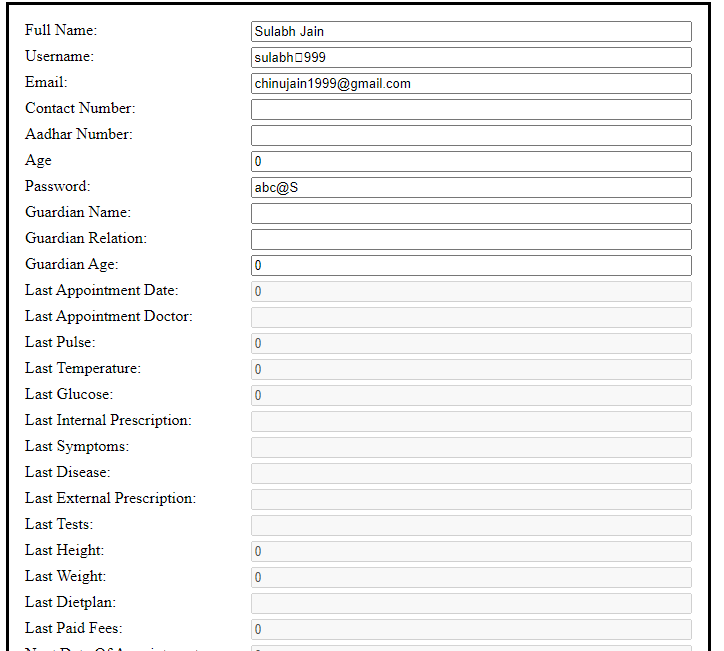 Full Name: Sulabh Jain
Username: sulabh□999
Email: chinujain1999@gmail.com
Contact Number:
Aadhar Number:
Age 0
Password: abc@S
Guardian Name:
Guardian Relation:
Guardian Age: 0
Last Appointment Date: 0
Last Appointment Doctor:
Last Pulse: 0
Last Temperature: 0
Last Glucose: 0
Last Internal Prescription:
Last Symptoms:
Last Disease:
Last External Prescription:
Last Tests:
Last Height: 0
Last Weight: 0
Last Dietplan:
Last Paid Fees: 0